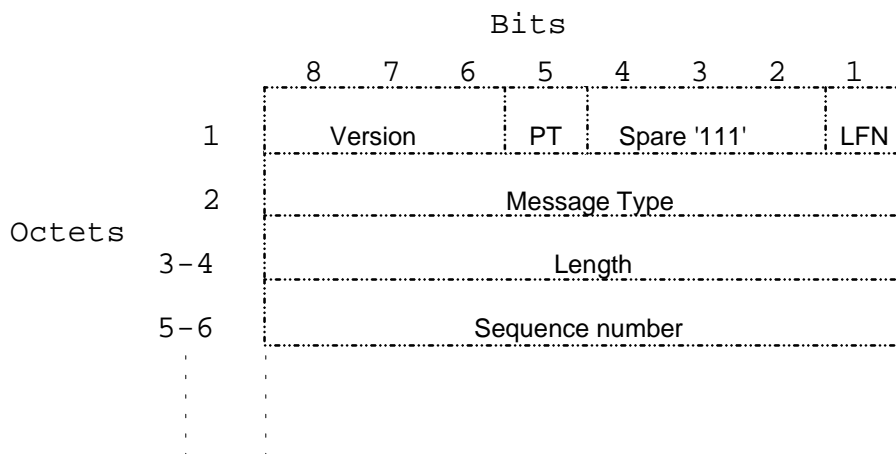 Bits
8 7 6 5 4 3 2 1
1 Version PT Spare '111' LFN
2 Message Type
Octets
3-4 Length
5-6 Sequence number